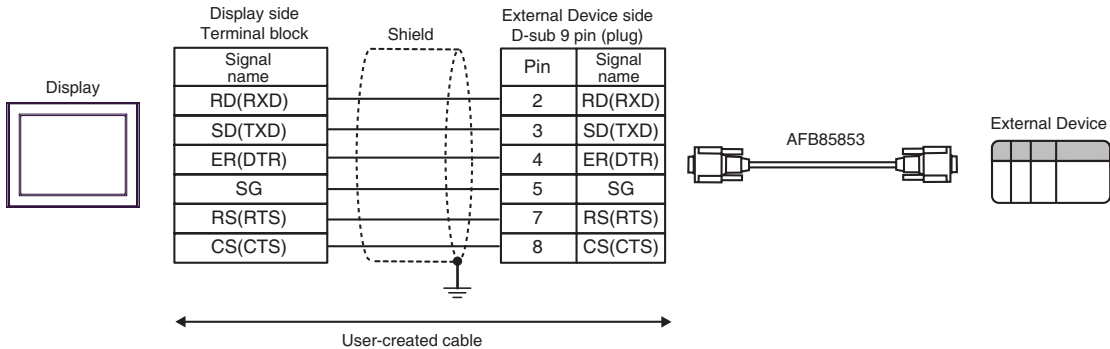 Display
Display side
Terminal block
Shield
External Device side
D-sub 9 pin (plug)
Signal
name
Pin
Signal
name
RD(RXD)
2
RD(RXD)
SD(TXD)
3
SD(TXD)
ER(DTR)
4
ER(DTR)
SG
5
SG
RS(RTS)
7
RS(RTS)
CS(CTS)
8
CS(CTS)
User-created cable
AFB85853
External Device